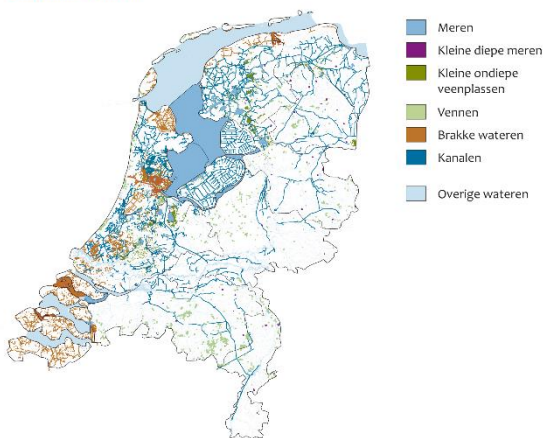 Meren
Kleine diepe meren
Kleine ondiepe
veenplassen
Vennen
Brakke wateren
Kanalen
Overige wateren